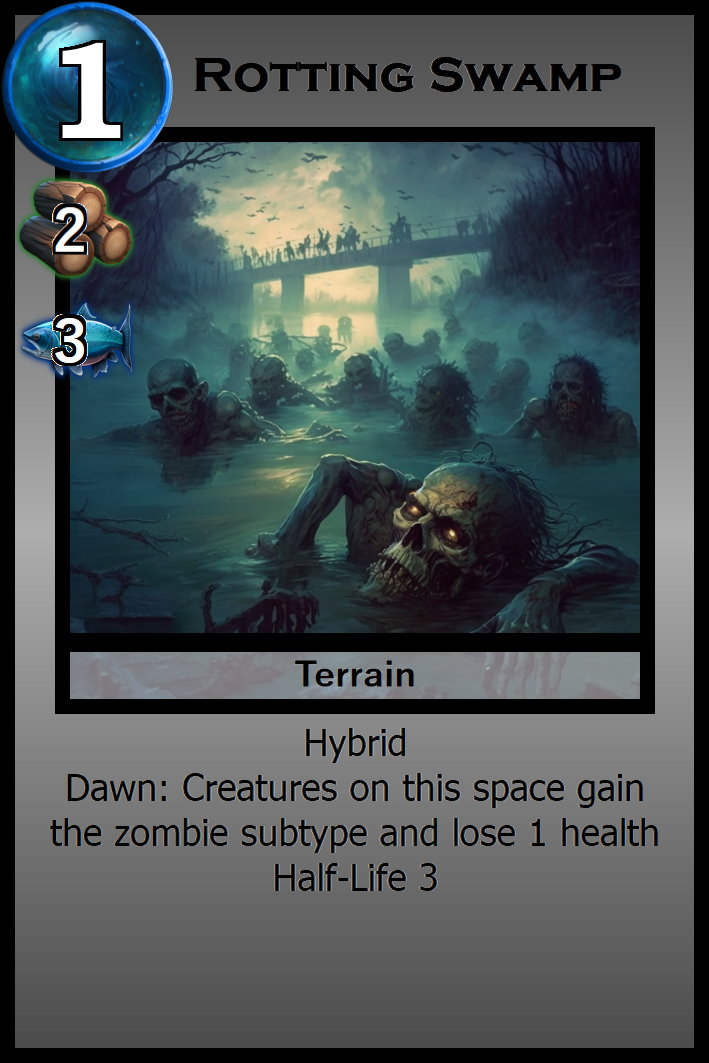 1
Rotting Swamp
2
3
Terrain
Hybrid
Dawn: Creatures on this space gain
the zombie subtype and lose 1 health
Half-Life 3